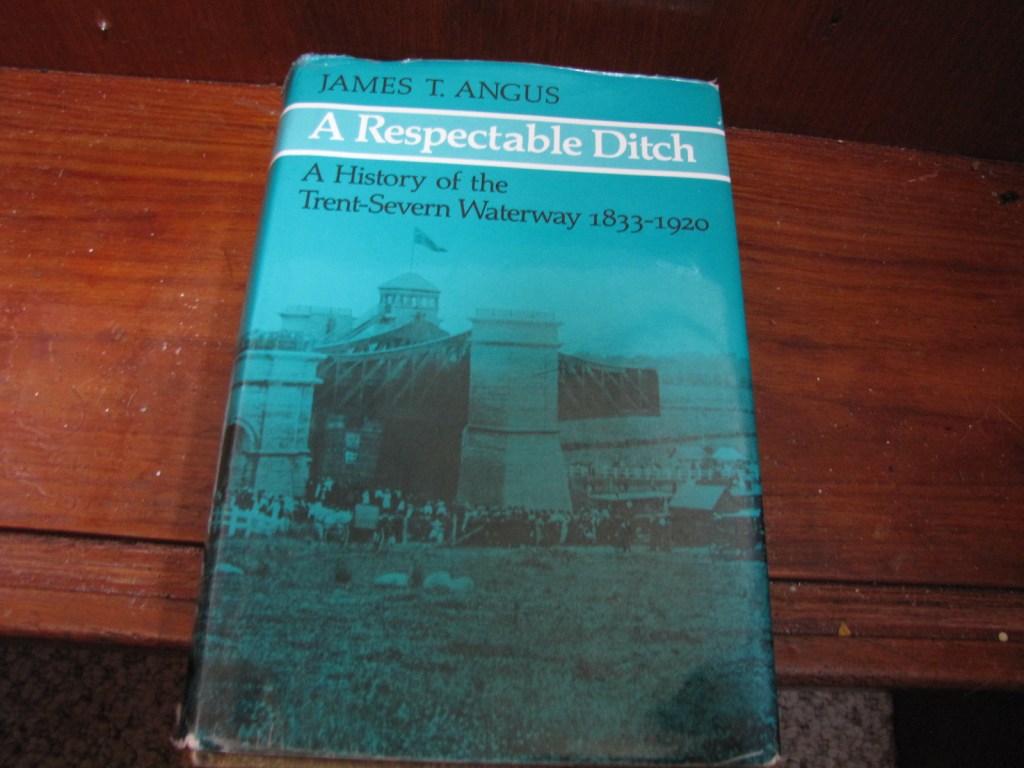 JAMES T. ANGUS
A Respectable Ditch
A History of the
Trent-Severn Waterway 1833-1920